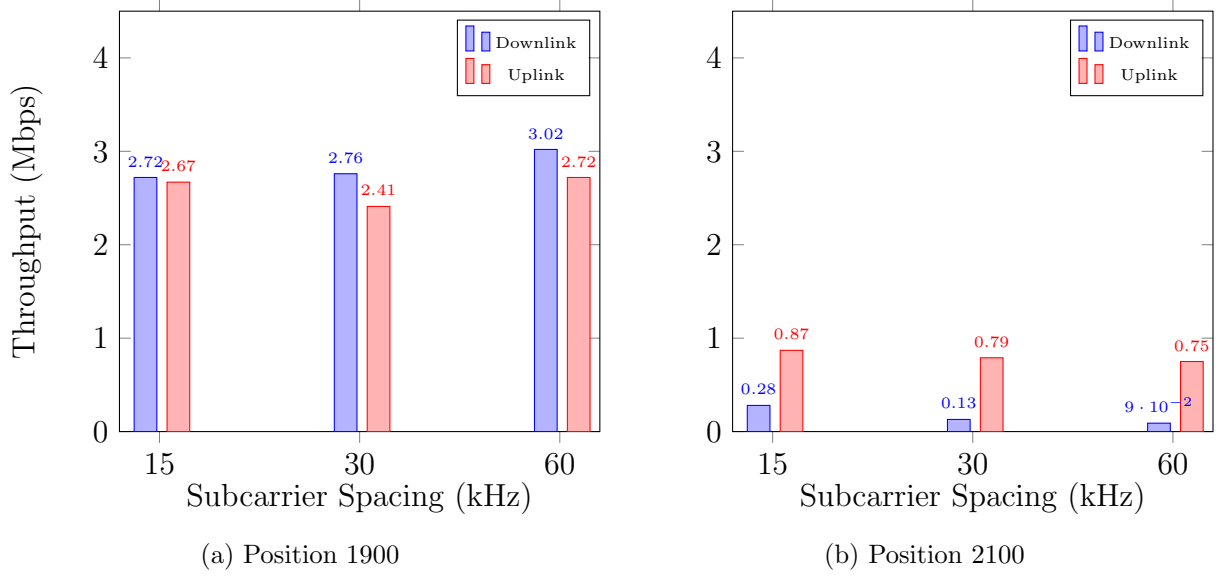 Throughput (Mbps)
4
3
2
1
0
Downlink
Uplink
2.72
2.67
2.76
2.41
3.02
2.72
15
30
60
Subcarrier Spacing (kHz)
(a) Position 1900
4
3
2
1
0
Downlink
Uplink
0.28
0.87
0.13
0.79
9 · 10⁻²
0.75
15
30
60
Subcarrier Spacing (kHz)
(b) Position 2100